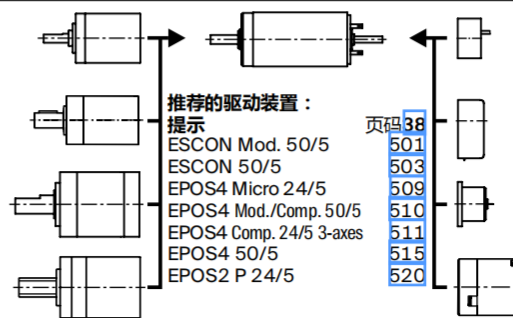 推荐的驱动装置：
提示 页码 38
ESCON Mod. 50/5 501
ESCON 50/5 503
EPOS4 Micro 24/5 509
EPOS4 Mod./Comp. 50/5 510
EPOS4 Comp. 24/5 3-axes 511
EPOS4 50/5 515
EPOS2 P 24/5 520